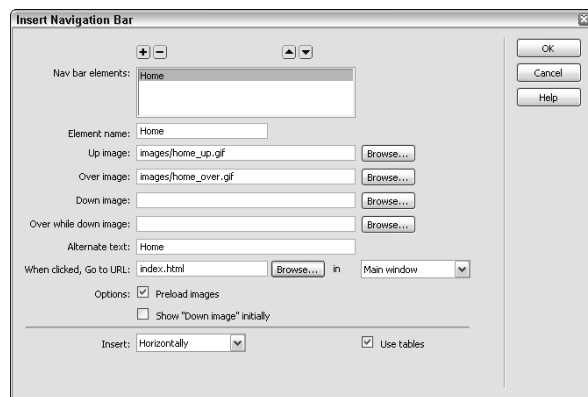 Insert Navigation Bar
OK
Cancel
Help
Nav bar elements: Home
Element name: Home
Up image: images/home_up.gif Browse...
Over image: images/home_over.gif Browse...
Down image: Browse...
Over while down image: Browse...
Alternate text: Home
When clicked, Go to URL: index.html Browse... in Main window
Options: Preload images
Show "Down image" initially
Insert: Horizontally Use tables